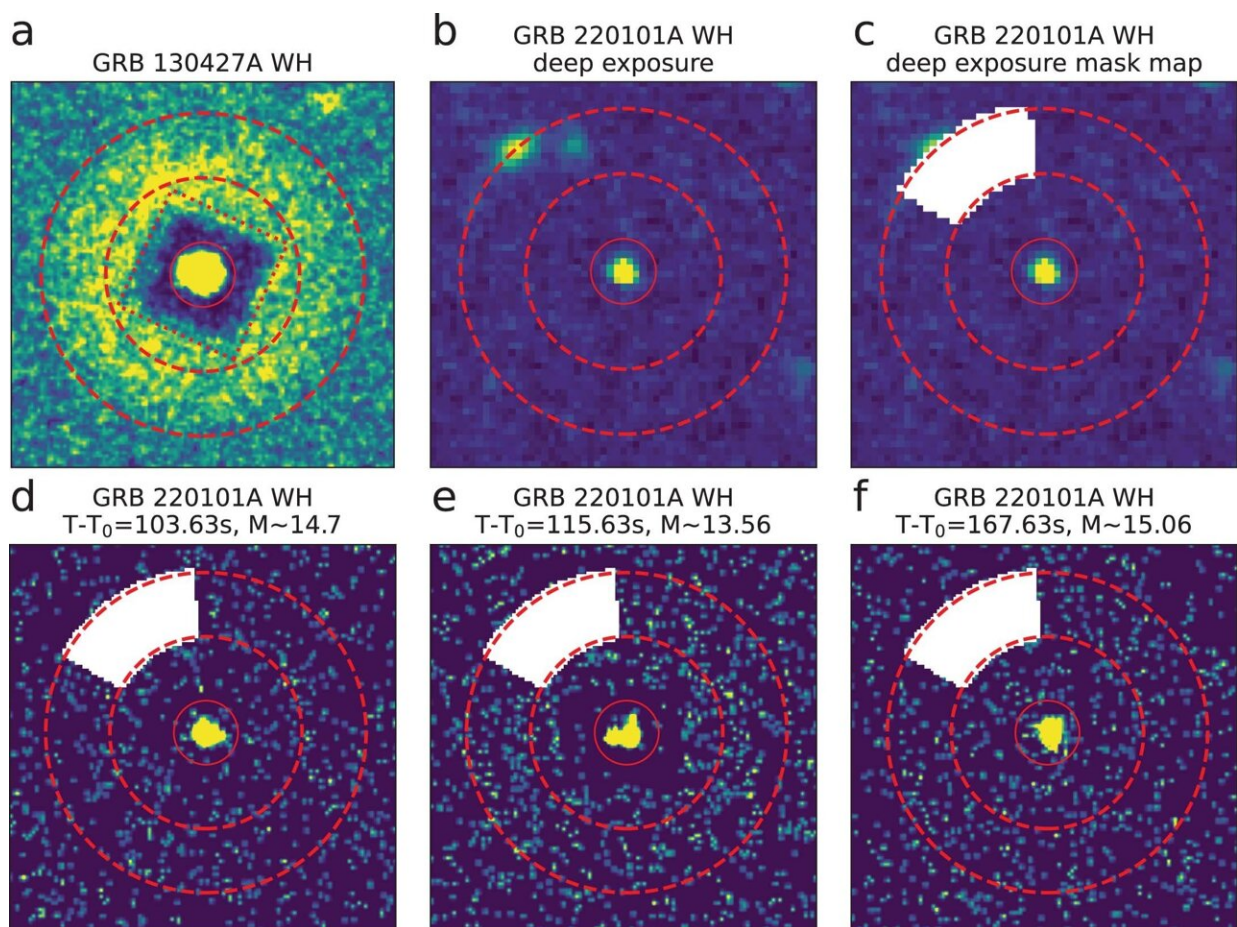 a
GRB 130427A WH
b
GRB 220101A WH
deep exposure
c
GRB 220101A WH
deep exposure mask map
d
GRB 220101A WH
T-T₀=103.63s, M~14.7
e
GRB 220101A WH
T-T₀=115.63s, M~13.56
f
GRB 220101A WH
T-T₀=167.63s, M~15.06